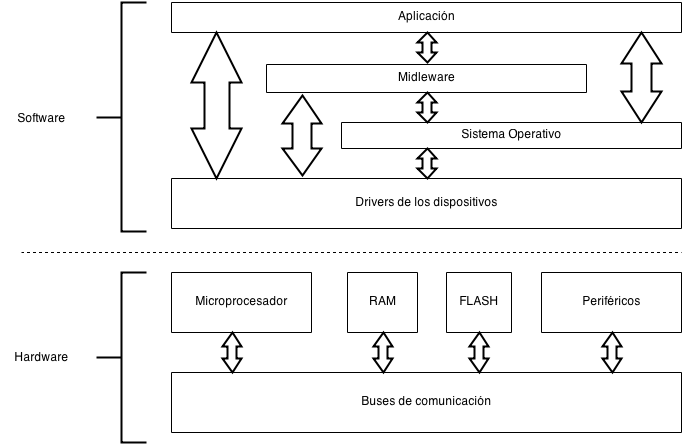 Aplicación
Midleware
Software
Sistema Operativo
Drivers de los dispositivos
Microprocesador
RAM
FLASH
Periféricos
Hardware
Buses de comunicación